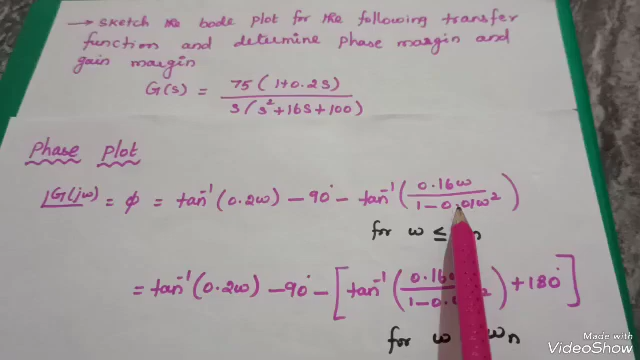 → Sketch the bode plot for the following transfer
function and determine phase margin and
gain margin
G(s) = 75 ( 1+0.2s) / s ( s² + 16s + 100 )
Phase Plot
∠G(jω) = φ = tan⁻¹ (0.2ω) − 90° − tan⁻¹ ( 0.16ω / 1 − 0.01ω² )
for ω ≤ n
= tan⁻¹ (0.2ω) − 90° − [ tan⁻¹ ( 0.16 / 1 − 0. 2 ) + 180° ]
for ω ωn
Made with
VideoShow